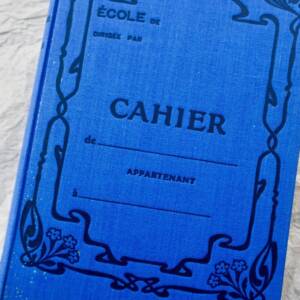 ÉCOLE DE
DIRIGÉE PAR
CAHIER
de
APPARTENANT
à